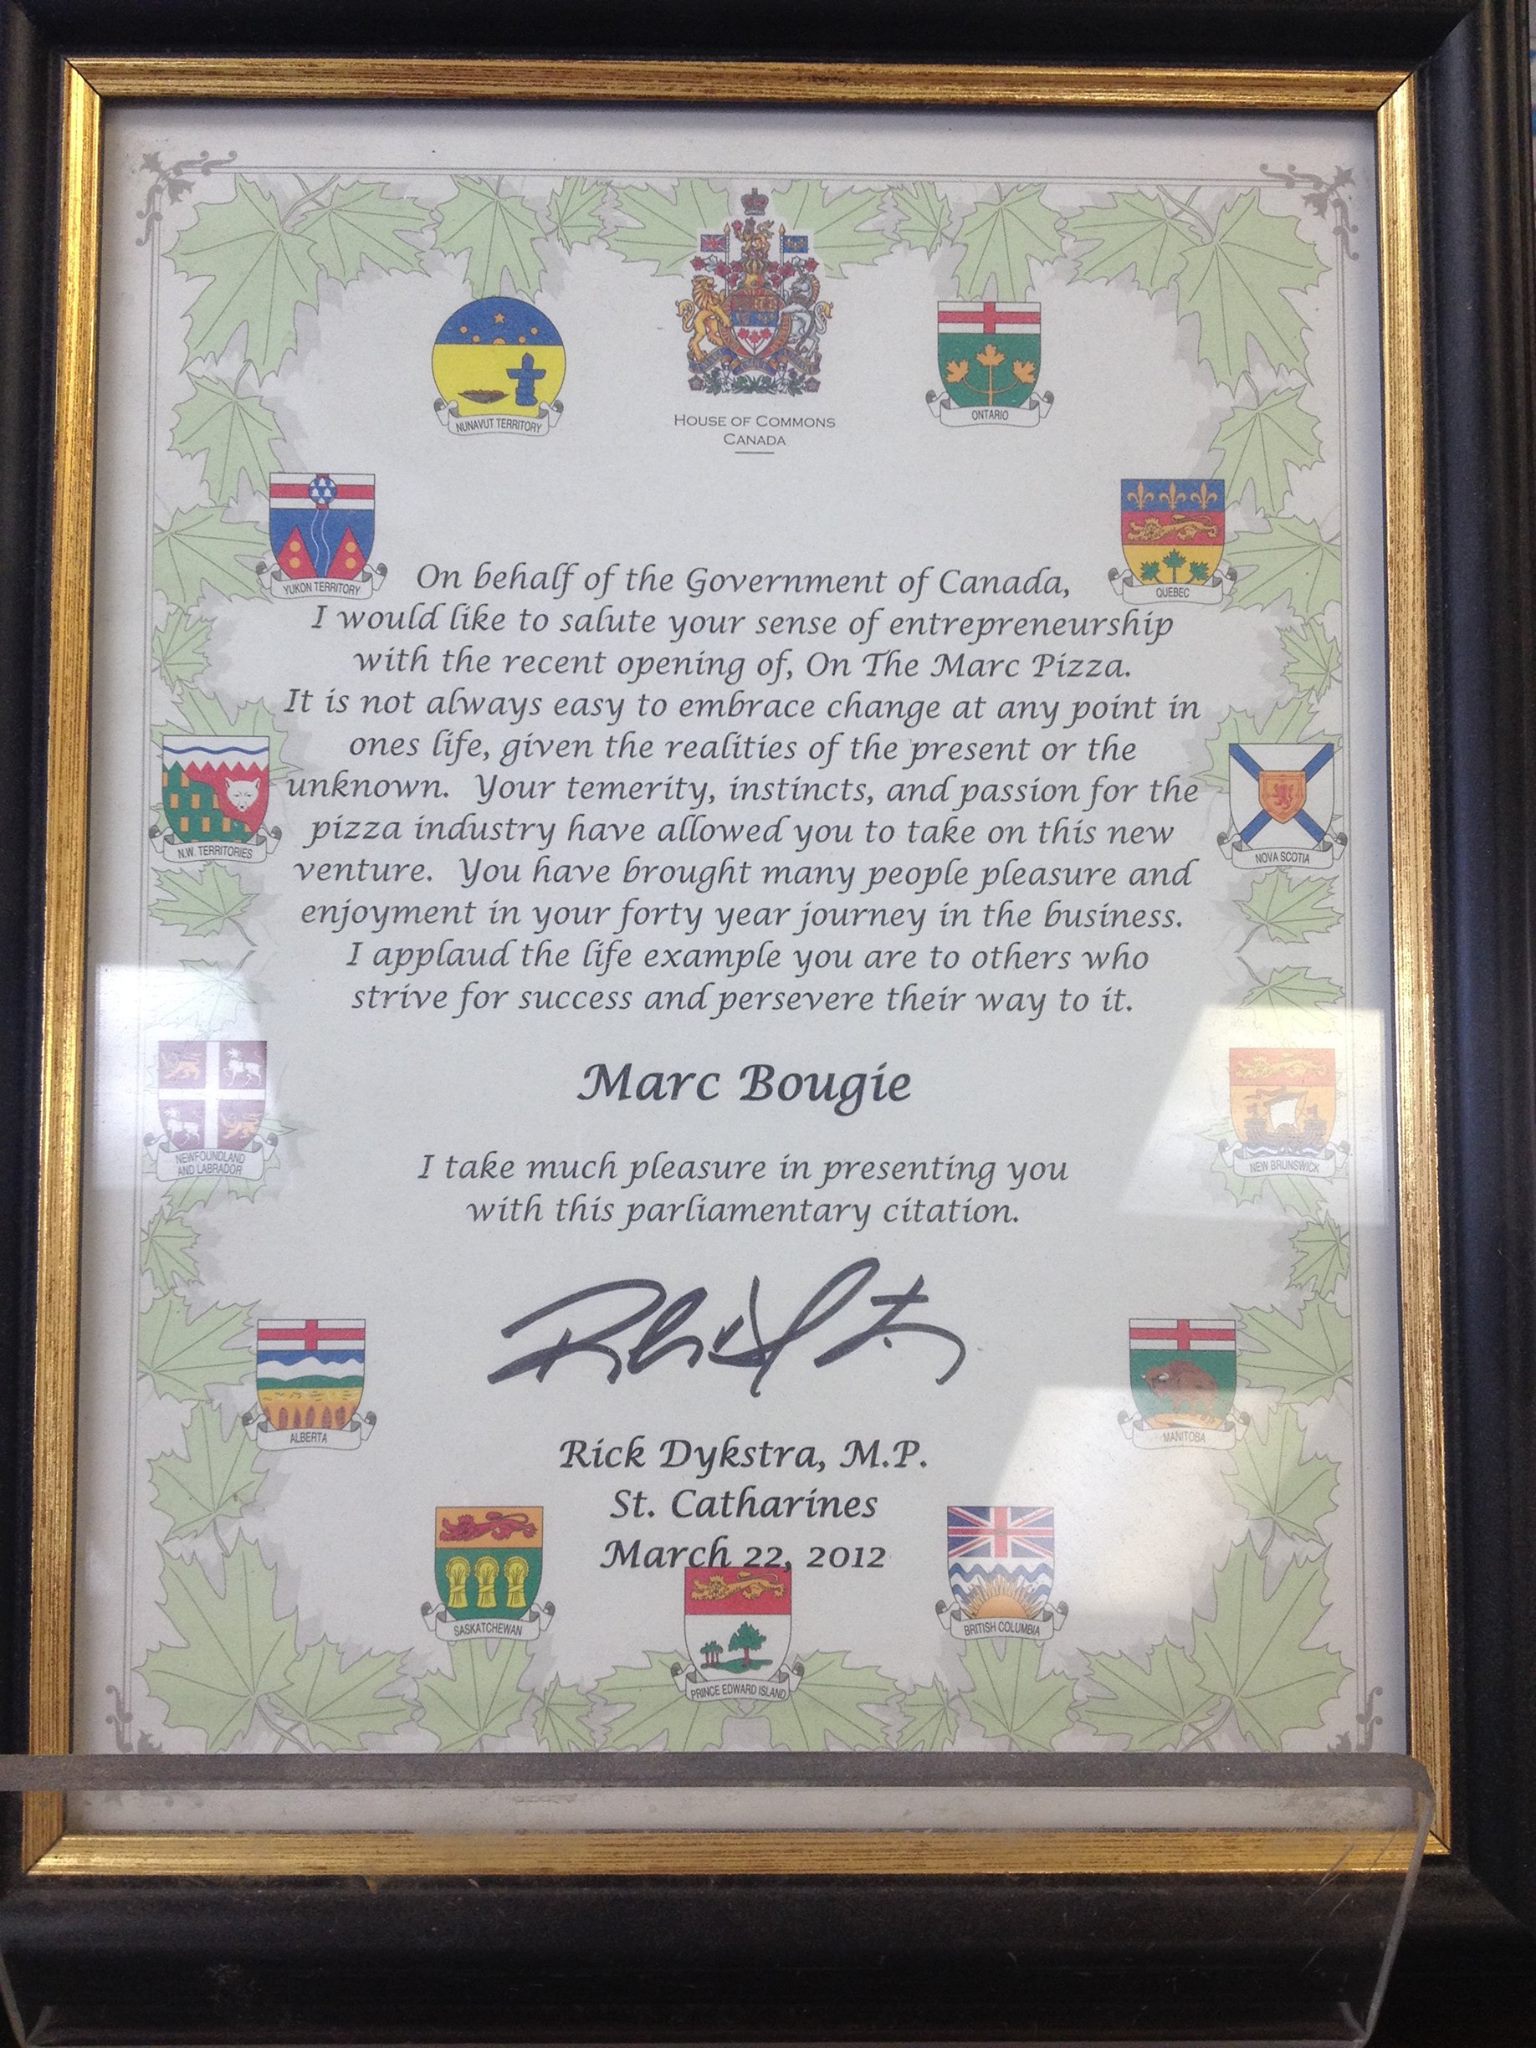 HOUSE OF COMMONS
CANADA
NUNAVUT TERRITORY
ONTARIO
YUKON TERRITORY
QUEBEC
On behalf of the Government of Canada,
I would like to salute your sense of entrepreneurship
with the recent opening of, On The Marc Pizza.
It is not always easy to embrace change at any point in
ones life, given the realities of the present or the
unknown. Your temerity, instincts, and passion for the
pizza industry have allowed you to take on this new
venture. You have brought many people pleasure and
enjoyment in your forty year journey in the business.
I applaud the life example you are to others who
strive for success and persevere their way to it.
N.W. TERRITORIES
NOVA SCOTIA
Marc Bougie
NEWFOUNDLAND
AND LABRADOR
NEW BRUNSWICK
I take much pleasure in presenting you
with this parliamentary citation.
ALBERTA
MANITOBA
Rick Dykstra, M.P.
St. Catharines
March 22, 2012
SASKATCHEWAN
BRITISH COLUMBIA
PRINCE EDWARD ISLAND